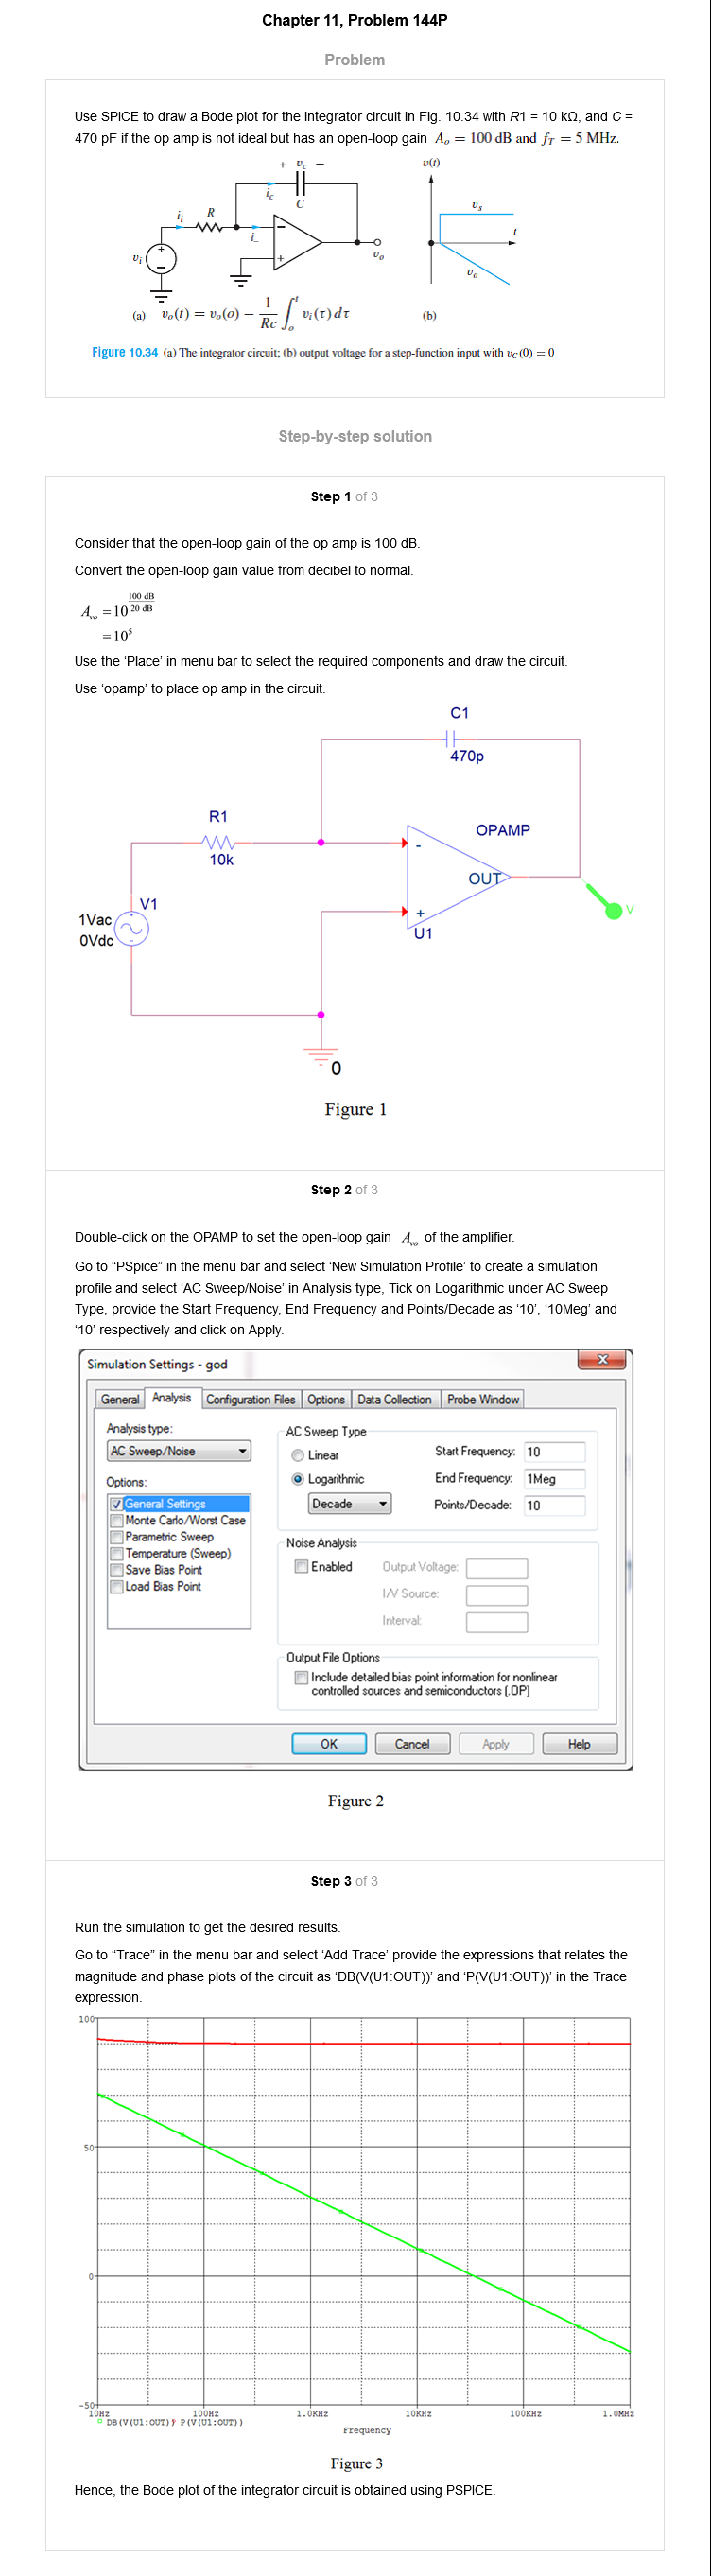 Chapter 11, Problem 144P
Problem
Use SPICE to draw a Bode plot for the integrator circuit in Fig. 10.34 with R1 = 10 kΩ, and C =
470 pF if the op amp is not ideal but has an open-loop gain Aₒ = 100 dB and f_T = 5 MHz.
+ v_c −
v(t)
i_c
C
i_i
R
v_s
i_−
−
t
v_i
+
−
+
v_o
v_o
(a) v_o(t) = v_o(o) − 1/Rc ∫_o^t v_i(τ) dτ
(b)
Figure 10.34 (a) The integrator circuit; (b) output voltage for a step-function input with v_C(0) = 0
Step-by-step solution
Step 1 of 3
Consider that the open-loop gain of the op amp is 100 dB.
Convert the open-loop gain value from decibel to normal.
A_vo = 10^(100 dB/20 dB)
= 10⁵
Use the 'Place' in menu bar to select the required components and draw the circuit.
Use 'opamp' to place op amp in the circuit.
C1
470p
R1
10k
OPAMP
-
OUT
V1
1Vac
0Vdc
+
U1
V
0
Figure 1
Step 2 of 3
Double-click on the OPAMP to set the open-loop gain A_vo of the amplifier.
Go to “PSpice” in the menu bar and select 'New Simulation Profile' to create a simulation
profile and select 'AC Sweep/Noise' in Analysis type, Tick on Logarithmic under AC Sweep
Type, provide the Start Frequency, End Frequency and Points/Decade as '10', '10Meg' and
'10' respectively and click on Apply.
Simulation Settings - god
General Analysis Configuration Files Options Data Collection Probe Window
Analysis type:
AC Sweep/Noise
Options:
General Settings
Monte Carlo/Worst Case
Parametric Sweep
Temperature (Sweep)
Save Bias Point
Load Bias Point
AC Sweep Type
Linear
Logarithmic
Decade
Start Frequency: 10
End Frequency: 1Meg
Points/Decade: 10
Noise Analysis
Enabled
Output Voltage:
I/V Source:
Interval:
Output File Options
Include detailed bias point information for nonlinear
controlled sources and semiconductors (.OP)
OK Cancel Apply Help
Figure 2
Step 3 of 3
Run the simulation to get the desired results.
Go to “Trace” in the menu bar and select 'Add Trace' provide the expressions that relates the
magnitude and phase plots of the circuit as 'DB(V(U1:OUT))' and 'P(V(U1:OUT))' in the Trace
expression.
100
50
0
-50
10Hz 100Hz 1.0KHz 10KHz 100KHz 1.0MHz
DB(V(U1:OUT)) P(V(U1:OUT))
Frequency
Figure 3
Hence, the Bode plot of the integrator circuit is obtained using PSPICE.